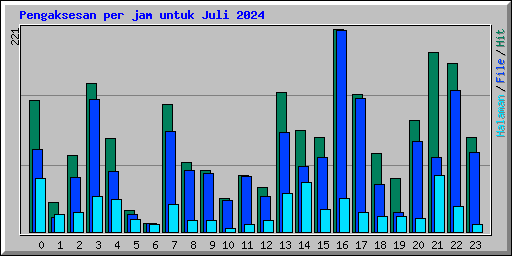 Pengaksesan per jam untuk Juli 2024
221
Halaman/File/Hit
0 1 2 3 4 5 6 7 8 9 10 11 12 13 14 15 16 17 18 19 20 21 22 23